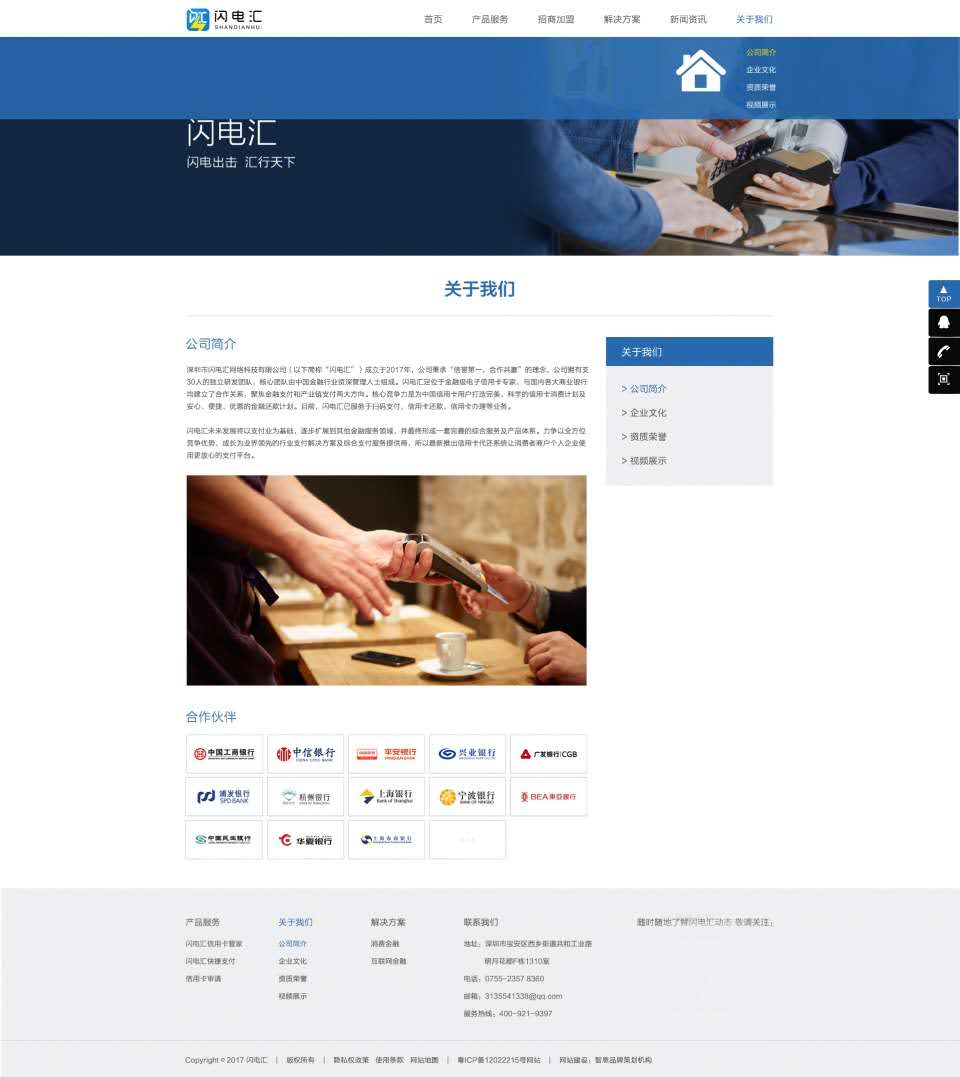 闪电汇
SHANDIANHUI
首页 产品服务 招商加盟 解决方案 新闻资讯 关于我们
公司简介
企业文化
资质荣誉
视频展示
闪电汇
闪电出击 汇行天下
关于我们
TOP
公司简介
深圳市闪电汇网络科技有限公司（以下简称“闪电汇”）成立于2017年，公司秉承“信誉第一、合作共赢”的理念。公司拥有支
30人的独立研发团队，核心团队由中国金融行业资深管理人士组成。闪电汇定位于金融级电子信用卡专家，与国内各大商业银行
均建立了合作关系，聚焦金融支付和产业链支付两大方向。核心竞争力是为中国信用卡用户打造完美、科学的信用卡消费计划及
安心、便捷、优惠的金融还款计划。目前，闪电汇已服务于扫码支付、信用卡还款、信用卡办理等业务。
闪电汇未来发展将以支付业为基础，逐步扩展到其他金融服务领域，并最终形成一套完善的综合服务及产品体系。力争以全方位
竞争优势，成长为业界领先的行业支付解决方案及综合支付服务提供商，所以最新推出信用卡代还系统让消费者商户个人企业使
用更放心的支付平台。
关于我们
> 公司简介
> 企业文化
> 资质荣誉
> 视频展示
合作伙伴
中国工商银行 中信银行 CHINA CITIC BANK 平安银行 PINGAN BANK 兴业银行 广发银行|CGB
浦发银行 SPD BANK 杭州银行 上海银行 Bank of Shanghai 宁波银行 BANK OF NINGBO BEA東亞銀行
中国民生银行 华夏银行 上海农商银行
产品服务 关于我们 解决方案 联系我们 随时随地了解闪电汇动态 敬请关注：
闪电汇信用卡管家 公司简介 消费金融 地址：深圳市宝安区西乡街道共和工业路
闪电汇快捷支付 企业文化 互联网金融 明月花都F栋1310室
信用卡申请 资质荣誉 电话：0755-2357 8360
视频展示 邮箱：3135541338@qq.com
服务热线：400-921-9397
Copyright © 2017 闪电汇 | 版权所有 | 隐私权政策 使用条款 网站地图 | 粤ICP备12022215号网站 | 网站建设：智慧品牌策划机构